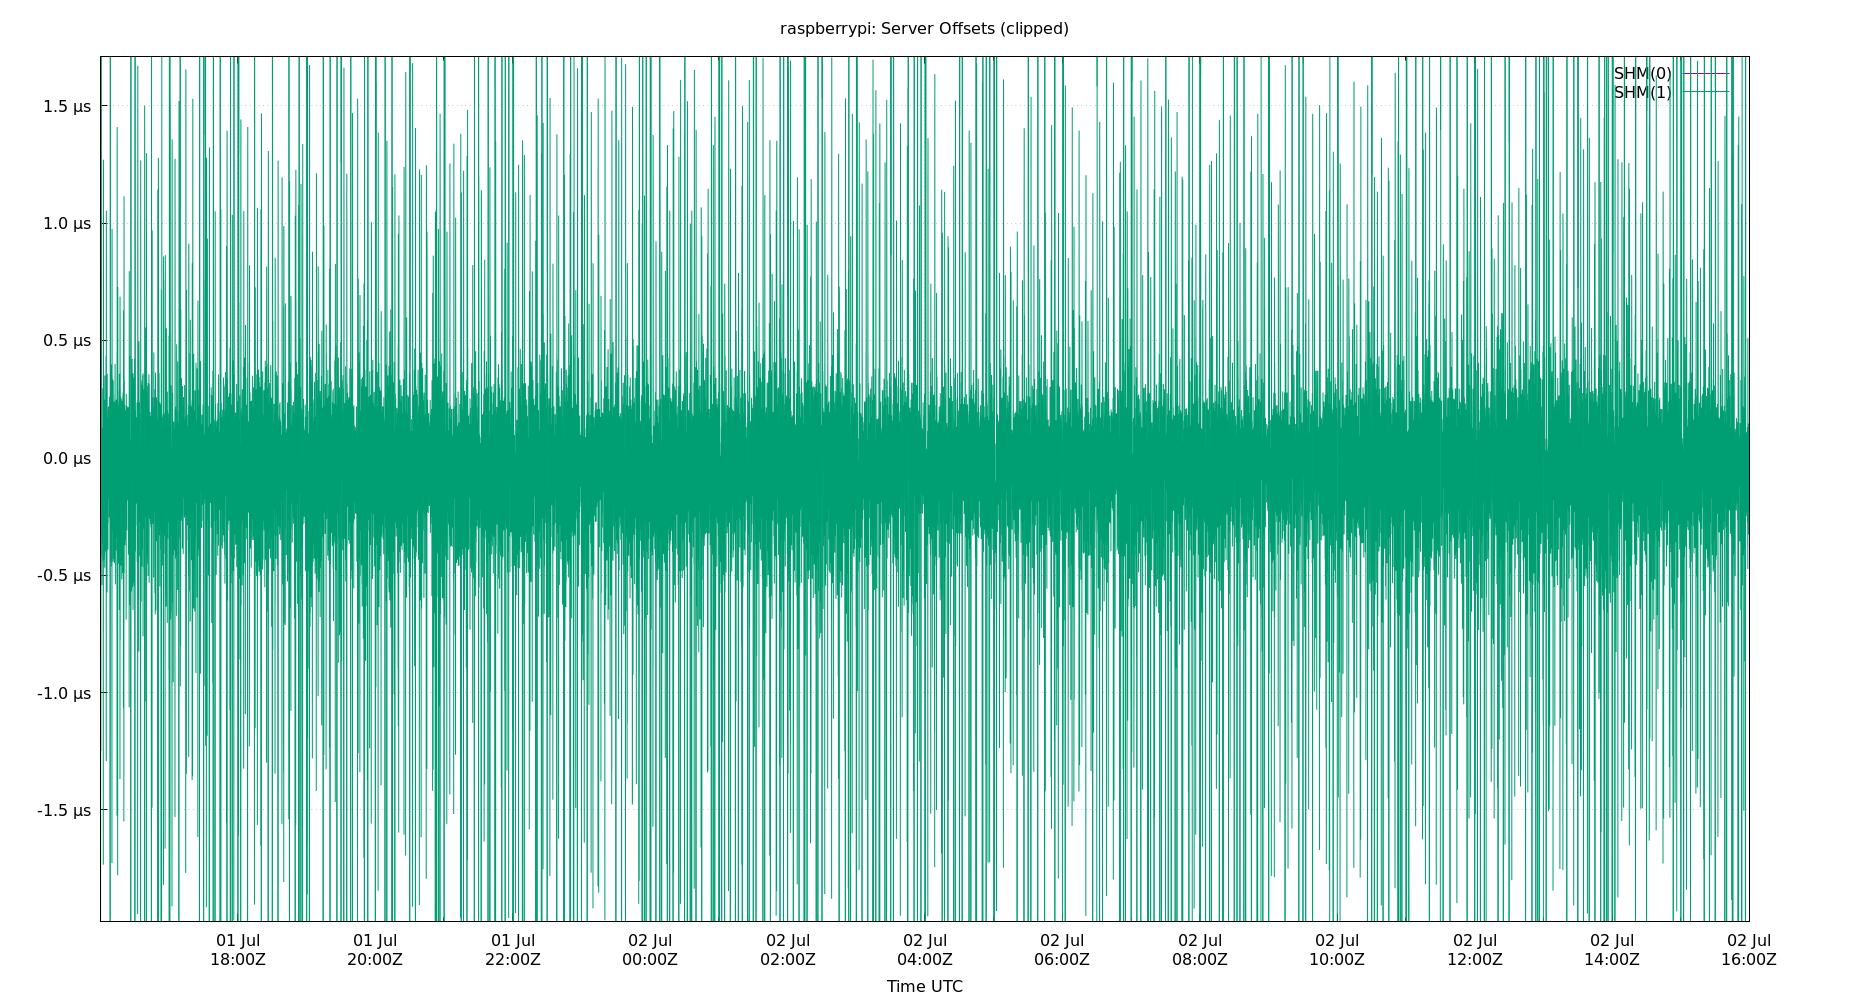 raspberrypi: Server Offsets (clipped)
SHM(0)
SHM(1)
1.5 µs
1.0 µs
0.5 µs
0.0 µs
-0.5 µs
-1.0 µs
-1.5 µs
01 Jul 01 Jul 01 Jul 02 Jul 02 Jul 02 Jul 02 Jul 02 Jul 02 Jul 02 Jul 02 Jul 02 Jul
18:00Z 20:00Z 22:00Z 00:00Z 02:00Z 04:00Z 06:00Z 08:00Z 10:00Z 12:00Z 14:00Z 16:00Z
Time UTC